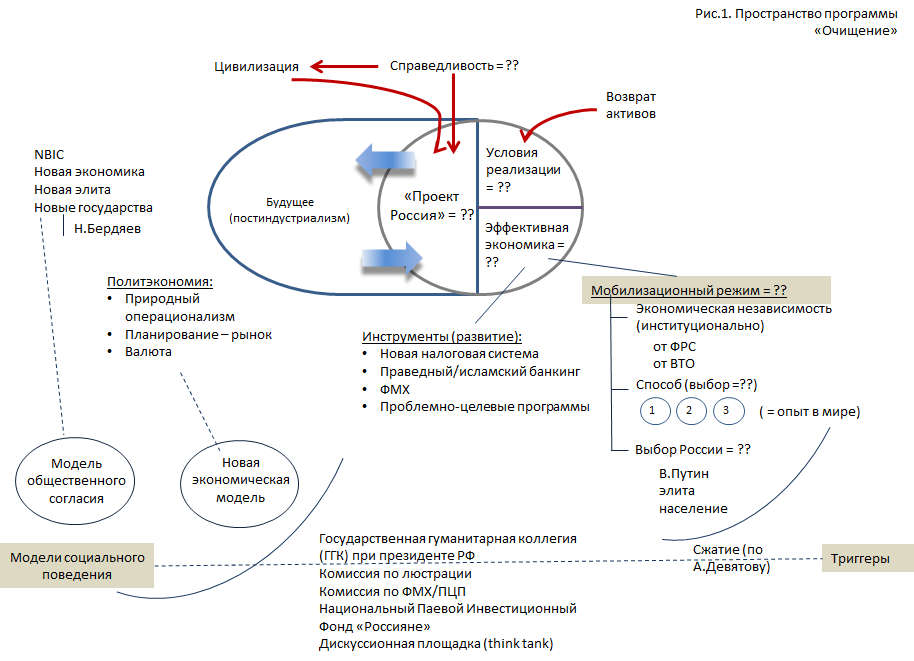 Рис.1. Пространство программы
«Очищение»
Цивилизация
Справедливость = ??
Возврат
активов
NBIC
Новая экономика
Новая элита
Новые государства
Н.Бердяев
Условия
реализации
= ??
Будущее
(постиндустриализм)
«Проект
Россия» = ??
Эффективная
экономика =
??
Политэкономия:
• Природный
операционализм
• Планирование – рынок
• Валюта
Инструменты (развитие):
• Новая налоговая система
• Праведный/исламский банкинг
• ФМХ
• Проблемно-целевые программы
Мобилизационный режим = ??
Экономическая независимость
(институционально)
от ФРС
от ВТО
Способ (выбор =??)
1 2 3 ( = опыт в мире)
Выбор России = ??
В.Путин
элита
население
Модель
общественного
согласия
Новая
экономическая
модель
Модели социального
поведения
Государственная гуманитарная коллегия
(ГГК) при президенте РФ
Комиссия по люстрации
Комиссия по ФМХ/ПЦП
Национальный Паевой Инвестиционный
Фонд «Россияне»
Дискуссионная площадка (think tank)
Сжатие (по
А.Девятову)
Триггеры